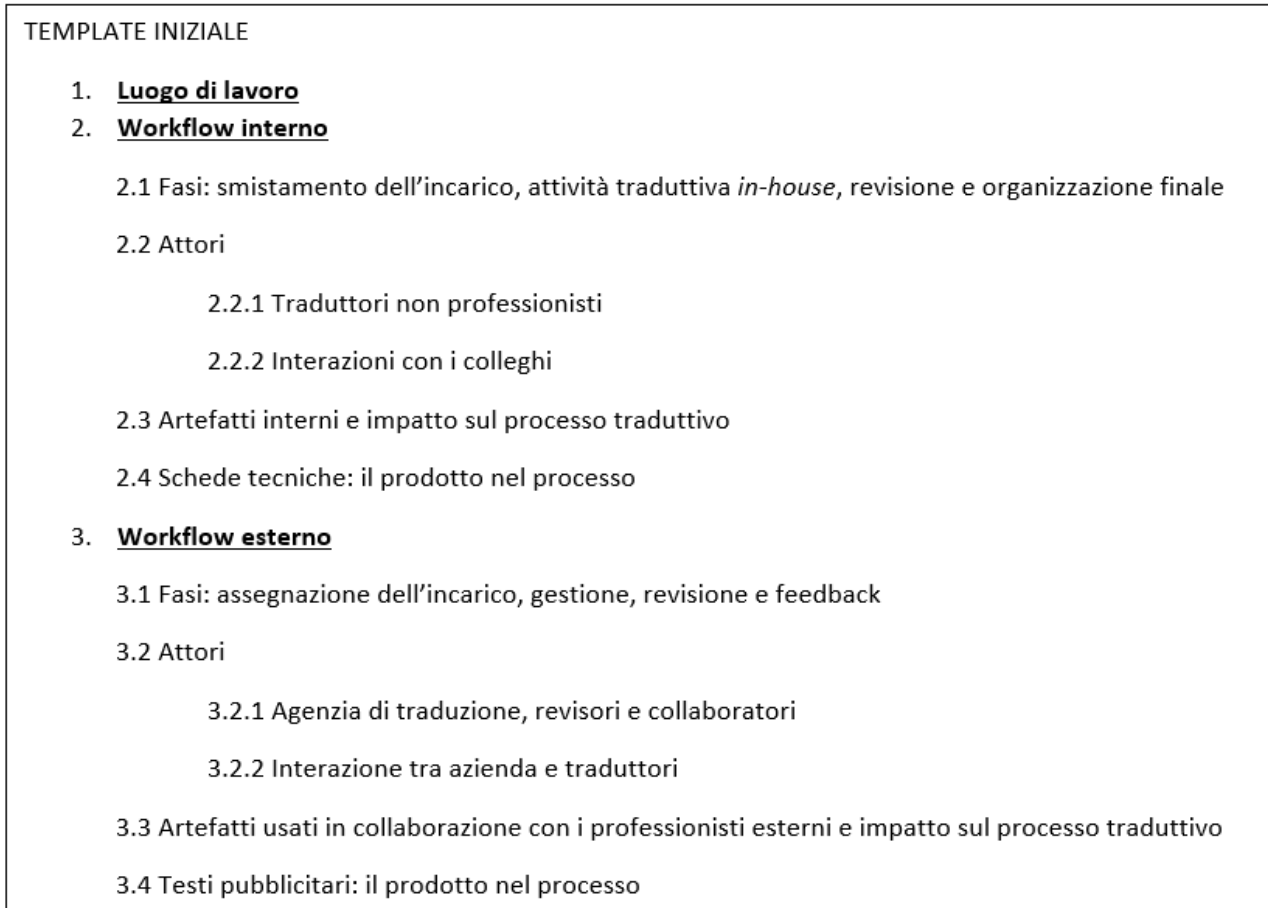 TEMPLATE INIZIALE
1. Luogo di lavoro
2. Workflow interno
2.1 Fasi: smistamento dell’incarico, attività traduttiva in-house, revisione e organizzazione finale
2.2 Attori
2.2.1 Traduttori non professionisti
2.2.2 Interazioni con i colleghi
2.3 Artefatti interni e impatto sul processo traduttivo
2.4 Schede tecniche: il prodotto nel processo
3. Workflow esterno
3.1 Fasi: assegnazione dell’incarico, gestione, revisione e feedback
3.2 Attori
3.2.1 Agenzia di traduzione, revisori e collaboratori
3.2.2 Interazione tra azienda e traduttori
3.3 Artefatti usati in collaborazione con i professionisti esterni e impatto sul processo traduttivo
3.4 Testi pubblicitari: il prodotto nel processo